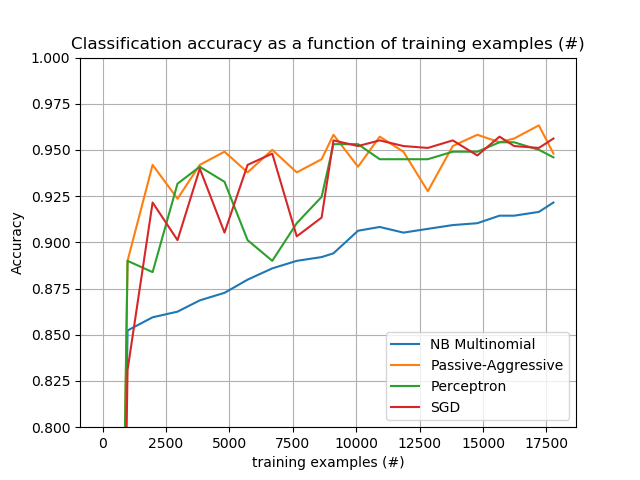 Classification accuracy as a function of training examples (#)
1.000
0.975
0.950
0.925
0.900
0.875
0.850
0.825
0.800
Accuracy
NB Multinomial
Passive-Aggressive
Perceptron
SGD
0 2500 5000 7500 10000 12500 15000 17500
training examples (#)